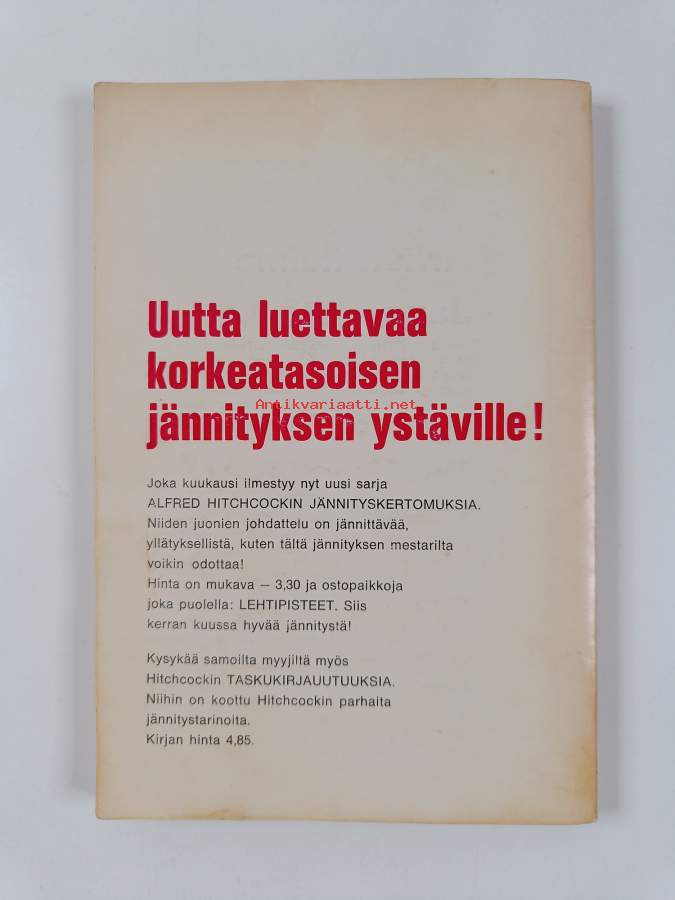 Uutta luettavaa
korkeatasoisen
Antikvariaatti.net
jännityksen ystäville!
Joka kuukausi ilmestyy nyt uusi sarja
ALFRED HITCHCOCKIN JÄNNITYSKERTOMUKSIA.
Niiden juonien johdattelu on jännittävää,
yllätyksellistä, kuten tältä jännityksen mestarilta
voikin odottaa!
Hinta on mukava – 3,30 ja ostopaikkoja
joka puolella: LEHTIPISTEET. Siis
kerran kuussa hyvää jännitystä!
Kysykää samoilta myyjiltä myös
Hitchcockin TASKUKIRJAUUTUUKSIA.
Niihin on koottu Hitchcockin parhaita
jännitystarinoita.
Kirjan hinta 4,85.